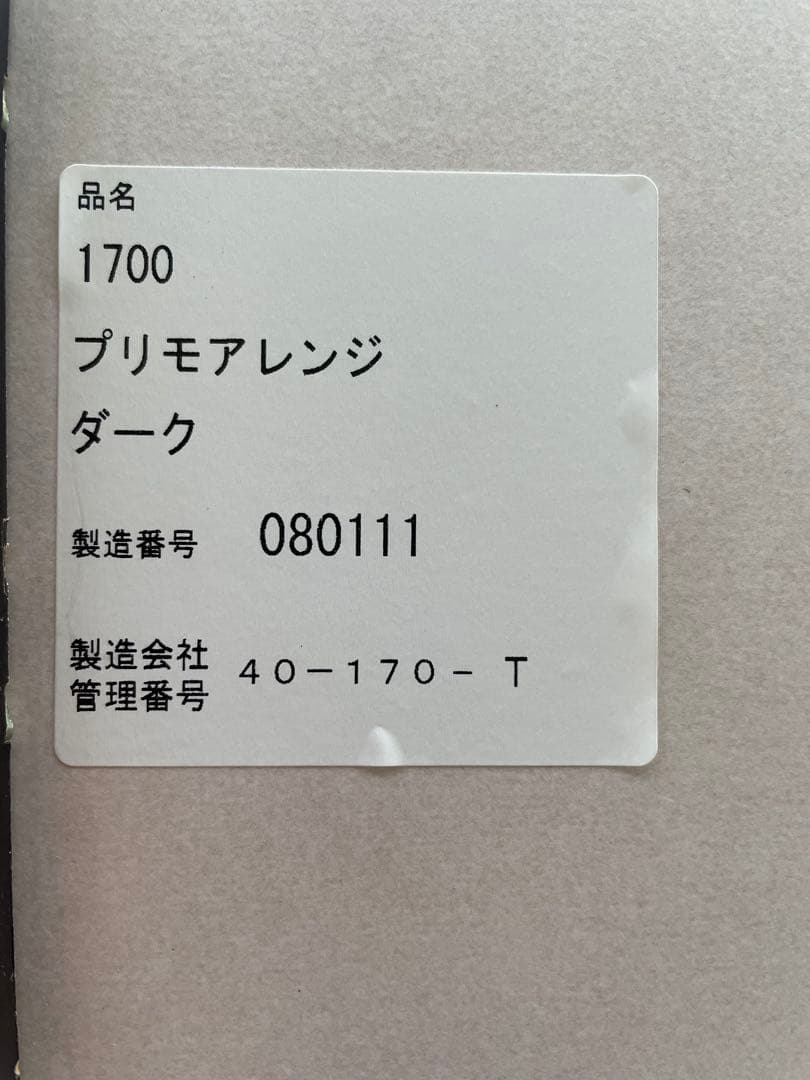 品名
1700
プリモアレンジ
ダーク
製造番号 080111
製造会社
管理番号 40-170- T